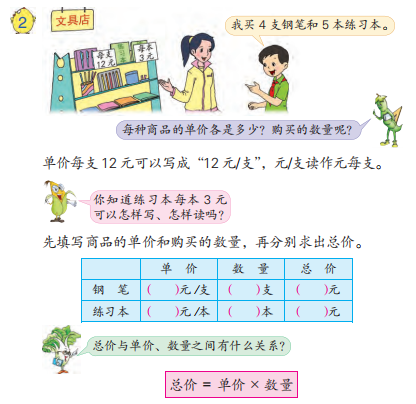 2
文具店
我买4支钢笔和5本练习本。
每支
12元
每本
3元
每种商品的单价各是多少？购买的数量呢？
单价每支12元可以写成“12元/支”，元/支读作元每支。
你知道练习本每本3元
可以怎样写、怎样读吗？
先填写商品的单价和购买的数量，再分别求出总价。
单价 数量 总价
钢笔 （ ）元/支 （ ）支 （ ）元
练习本 （ ）元/本 （ ）本 （ ）元
总价与单价、数量之间有什么关系？
总价 = 单价 × 数量